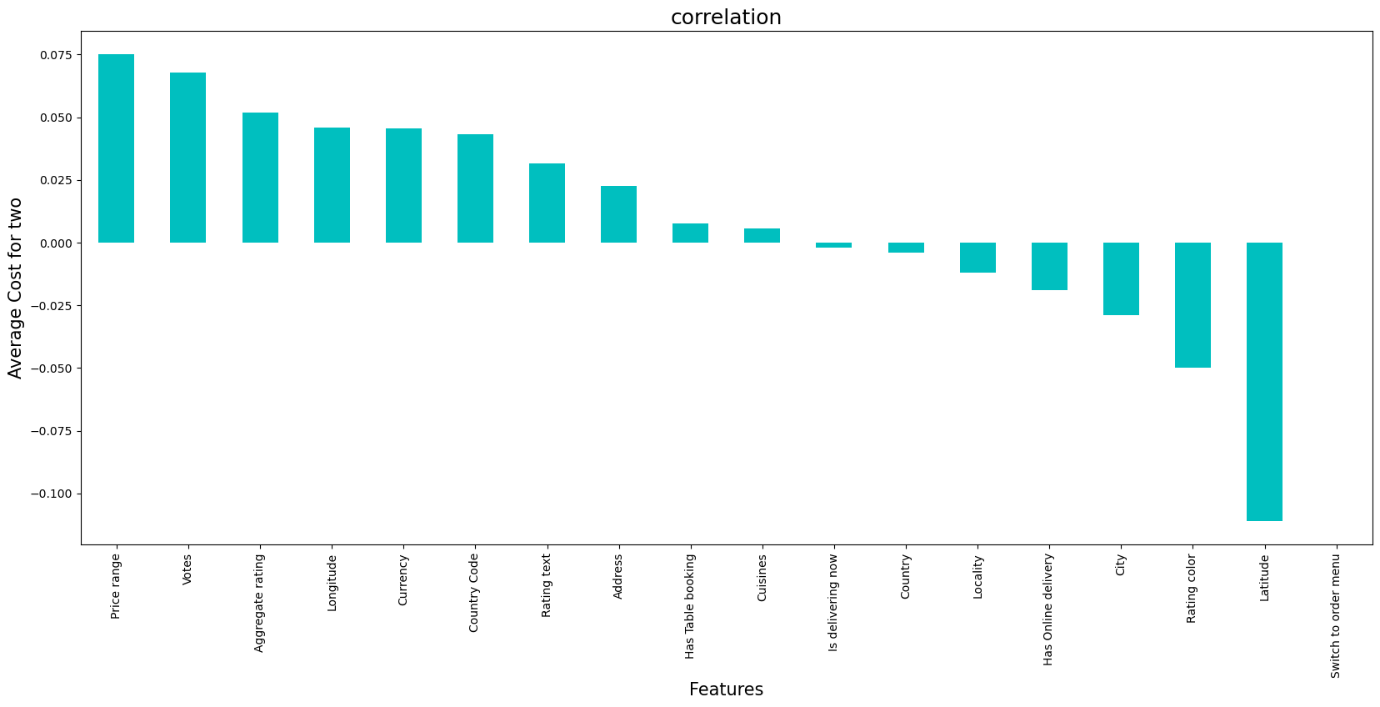 correlation
Average Cost for two
0.075
0.050
0.025
0.000
−0.025
−0.050
−0.075
−0.100
Price range
Votes
Aggregate rating
Longitude
Currency
Country Code
Rating text
Address
Has Table booking
Cuisines
Is delivering now
Country
Locality
Has Online delivery
City
Rating color
Latitude
Switch to order menu
Features